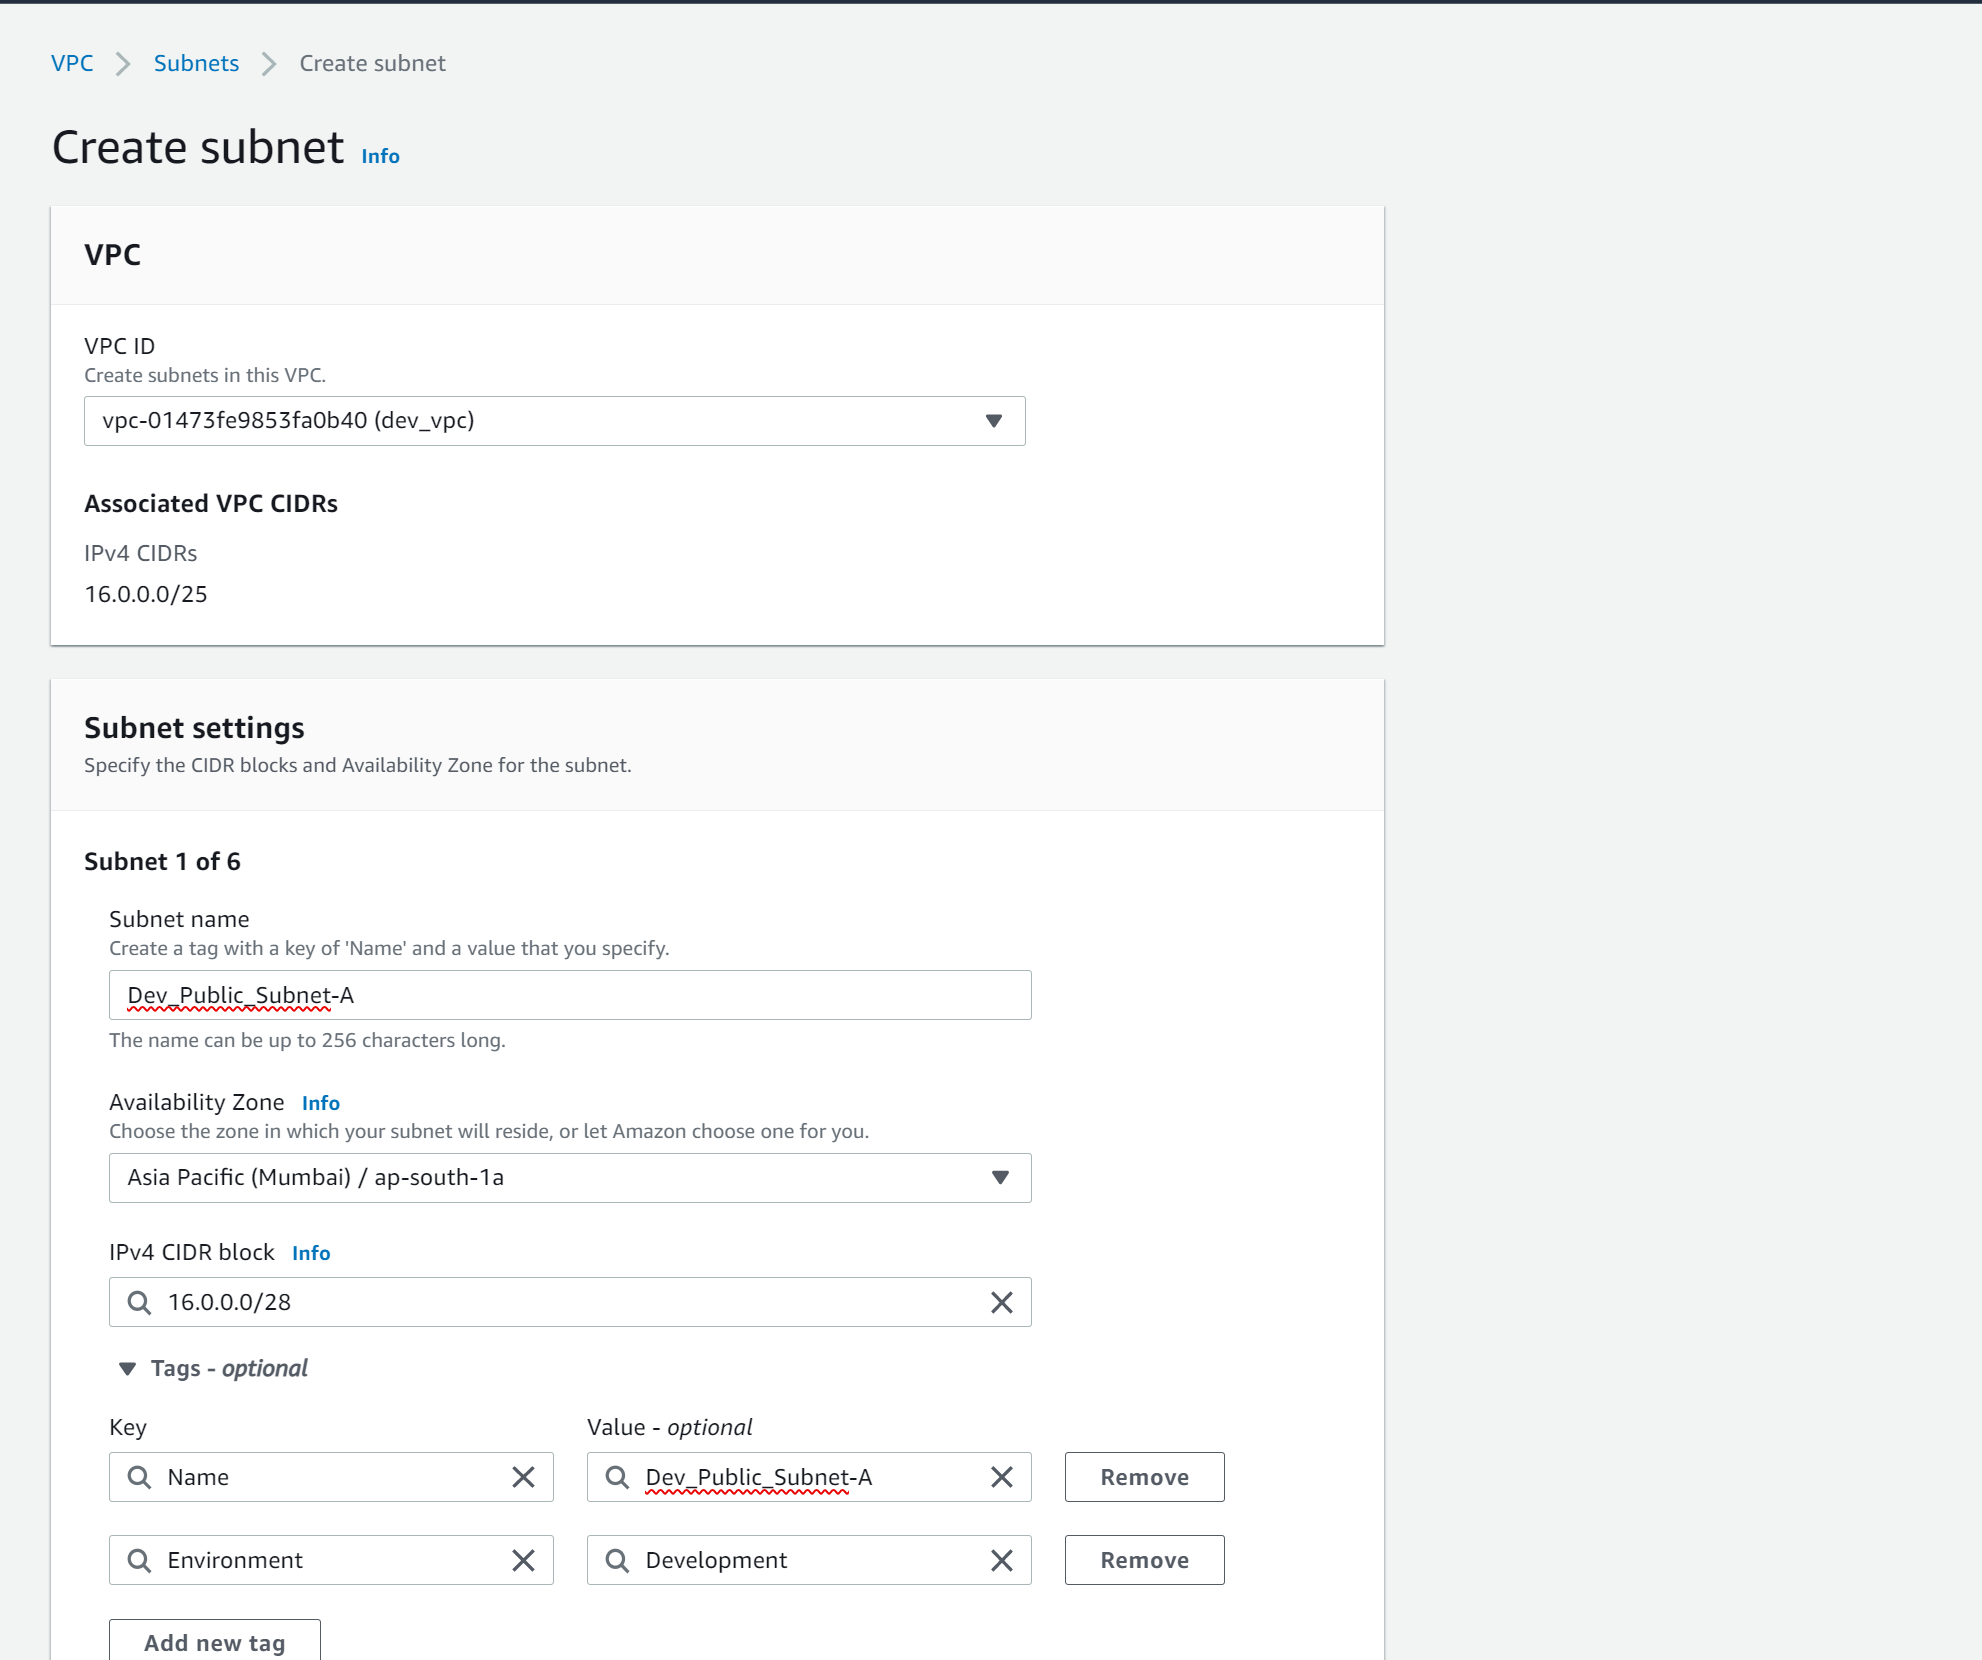 VPC > Subnets > Create subnet
Create subnet Info
VPC
VPC ID
Create subnets in this VPC.
vpc-01473fe9853fa0b40 (dev_vpc)
Associated VPC CIDRs
IPv4 CIDRs
16.0.0.0/25
Subnet settings
Specify the CIDR blocks and Availability Zone for the subnet.
Subnet 1 of 6
Subnet name
Create a tag with a key of 'Name' and a value that you specify.
Dev_Public_Subnet-A
The name can be up to 256 characters long.
Availability Zone Info
Choose the zone in which your subnet will reside, or let Amazon choose one for you.
Asia Pacific (Mumbai) / ap-south-1a
IPv4 CIDR block Info
16.0.0.0/28
Tags - optional
Key Value - optional
Name Dev_Public_Subnet-A Remove
Environment Development Remove
Add new tag